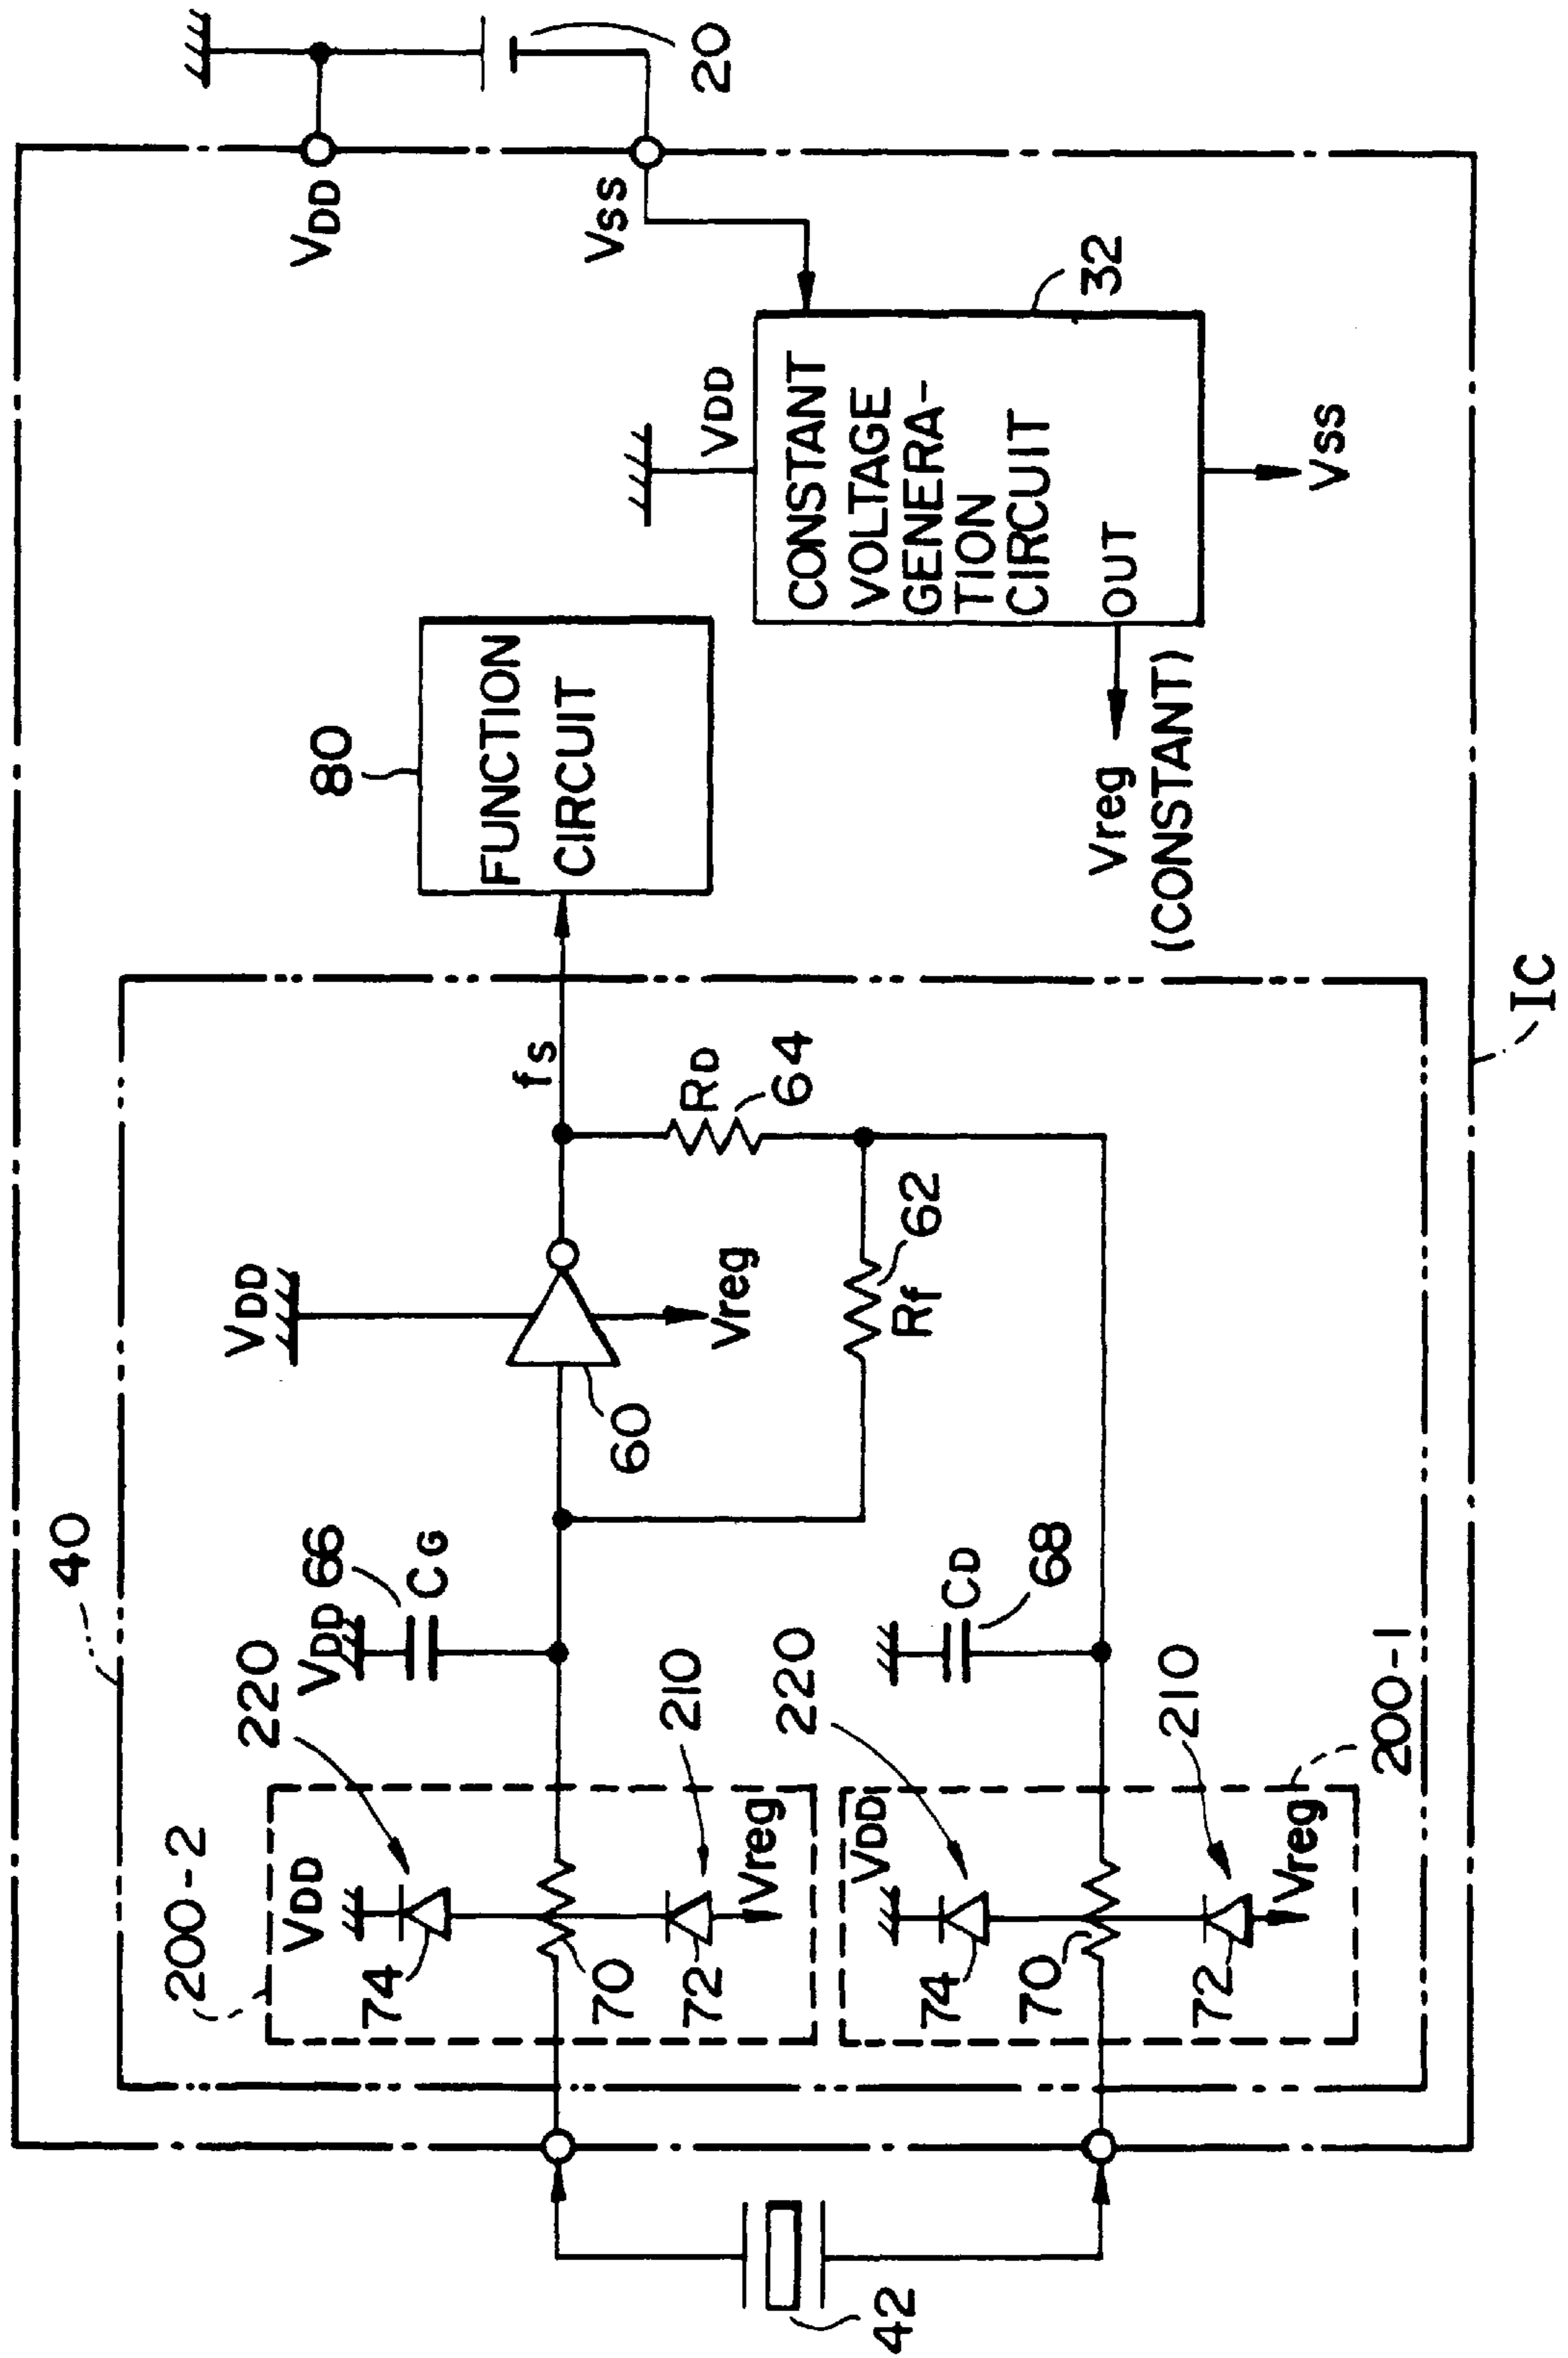 40
200-2
220
VDD
74
70
72
210
Vreg
VDD
66
CG
VDD
60
Vreg
Rf
62
RD
64
fS
80
FUNCTION
CIRCUIT
VDD
VSS
20
VDD
CONSTANT
VOLTAGE
GENERA-
TION
CIRCUIT
OUT
32
Vreg
(CONSTANT)
VSS
220
VDD
74
70
72
210
Vreg
200-1
CD
68
42
IC